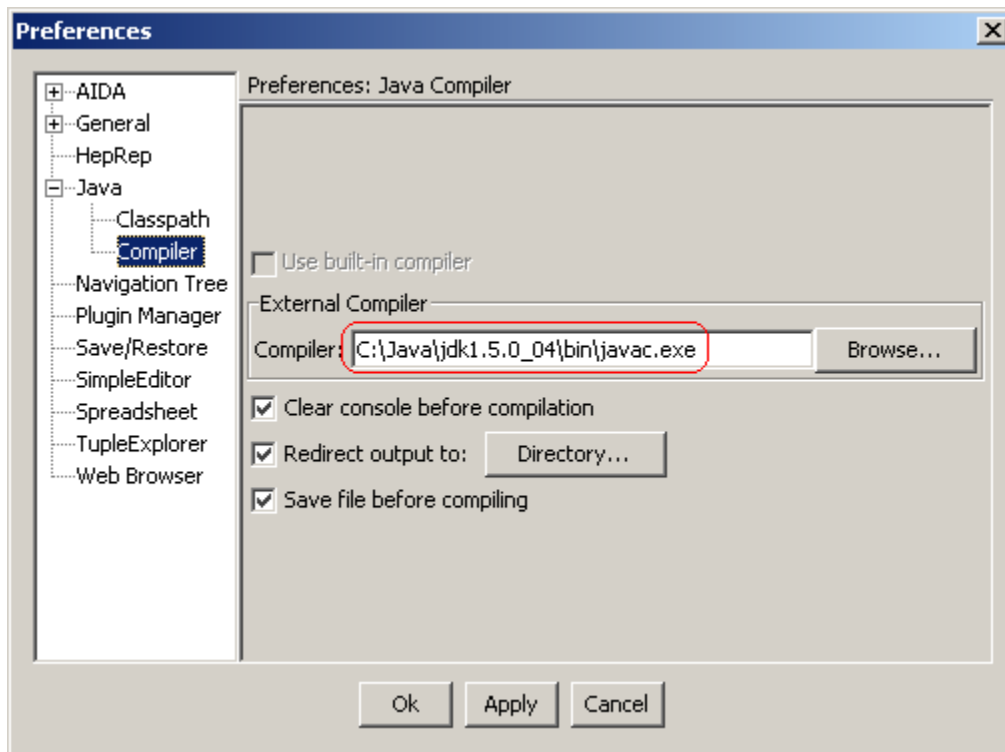 Preferences
AIDA
General
HepRep
Java
Classpath
Compiler
Navigation Tree
Plugin Manager
Save/Restore
SimpleEditor
Spreadsheet
TupleExplorer
Web Browser
Preferences: Java Compiler
Use built-in compiler
External Compiler
Compiler: C:\Java\jdk1.5.0_04\bin\javac.exe Browse...
Clear console before compilation
Redirect output to: Directory...
Save file before compiling
Ok Apply Cancel